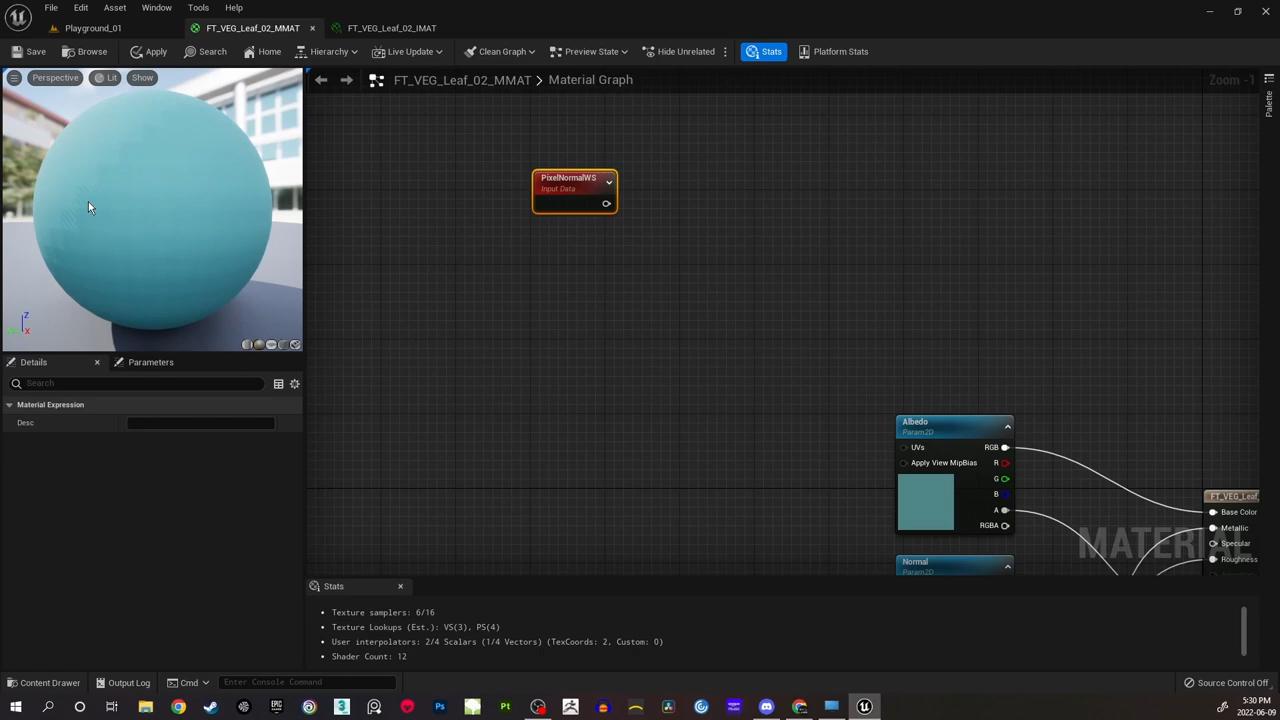 File Edit Asset Window Tools Help
Playground_01 FT_VEG_Leaf_02_MMAT FT_VEG_Leaf_02_IMAT
Save Browse Apply Search Home Hierarchy Live Update Clean Graph Preview State Hide Unrelated Stats Platform Stats
Perspective Lit Show
FT_VEG_Leaf_02_MMAT > Material Graph
Zoom -1
Palette
PixelNormalWS
Input Data
Z
X
Details Parameters
Search
Material Expression
Desc
Albedo
Param2D
UVs RGB
Apply View MipBias R
G
B
A
RGBA
Normal
Param2D
FT_VEG_Leaf_
Base Color
Metallic
Specular
Roughness
MATERIAL
Stats
Texture samplers: 6/16
Texture Lookups (Est.): VS(3), PS(4)
User interpolators: 2/4 Scalars (1/4 Vectors) (TexCoords: 2, Custom: 0)
Shader Count: 12
Content Drawer Output Log Cmd Enter Console Command Source Control Off
5:30 PM
2022-06-09